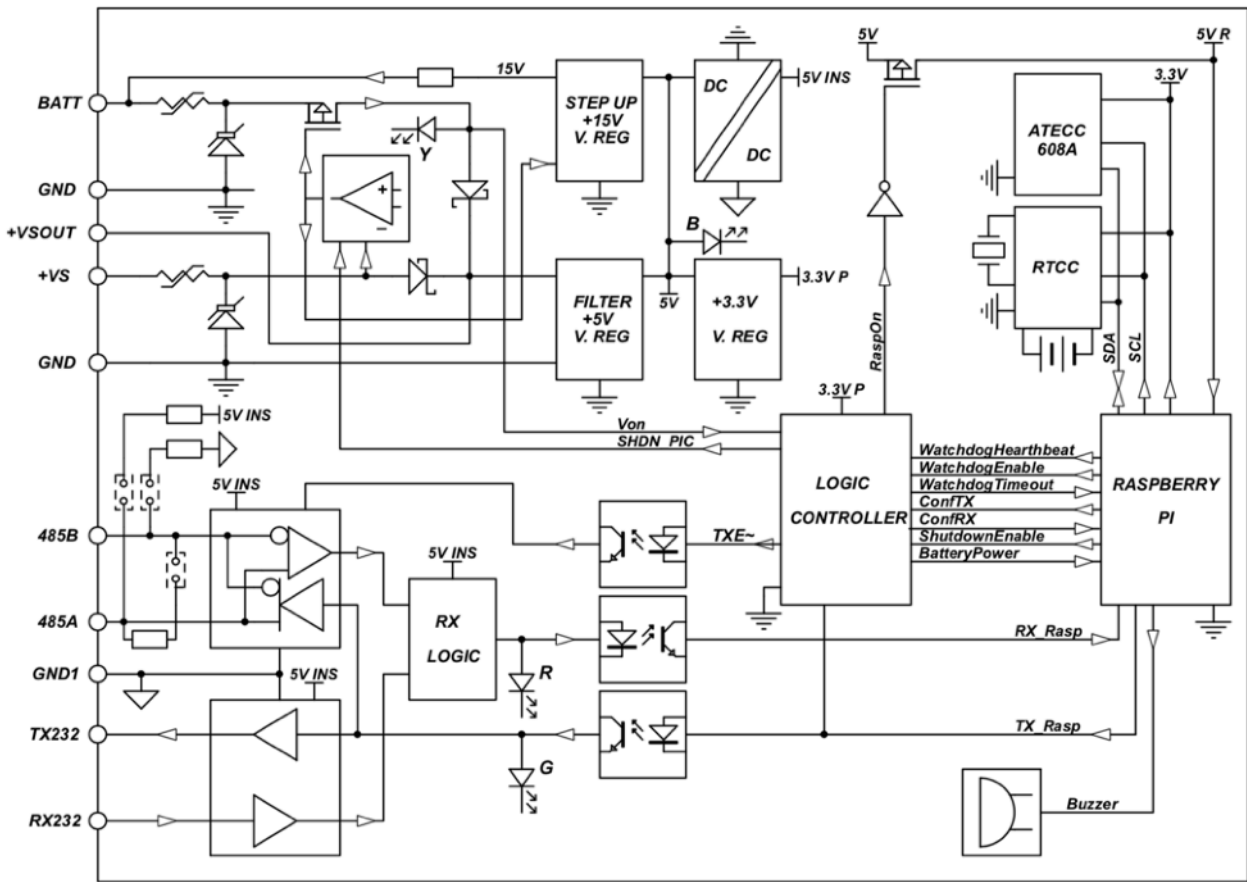 5V
5V R
15V
3.3V
BATT
STEP UP
+15V
V. REG
DC
5V INS
DC
ATECC
608A
Y
GND
+
−
+VSOUT
B
+VS
3.3V P
RTCC
FILTER
+5V
V. REG
5V
+3.3V
V. REG
RaspOn
SDA
SCL
GND
3.3V P
5V INS
Von
SHDN_PIC
WatchdogHearthbeat
WatchdogEnable
WatchdogTimeout
ConfTX
ConfRX
ShutdownEnable
BatteryPower
LOGIC
CONTROLLER
RASPBERRY
PI
5V INS
485B
TXE~
5V INS
485A
RX
LOGIC
RX_Rasp
GND1
5V INS
R
TX232
TX_Rasp
G
Buzzer
RX232